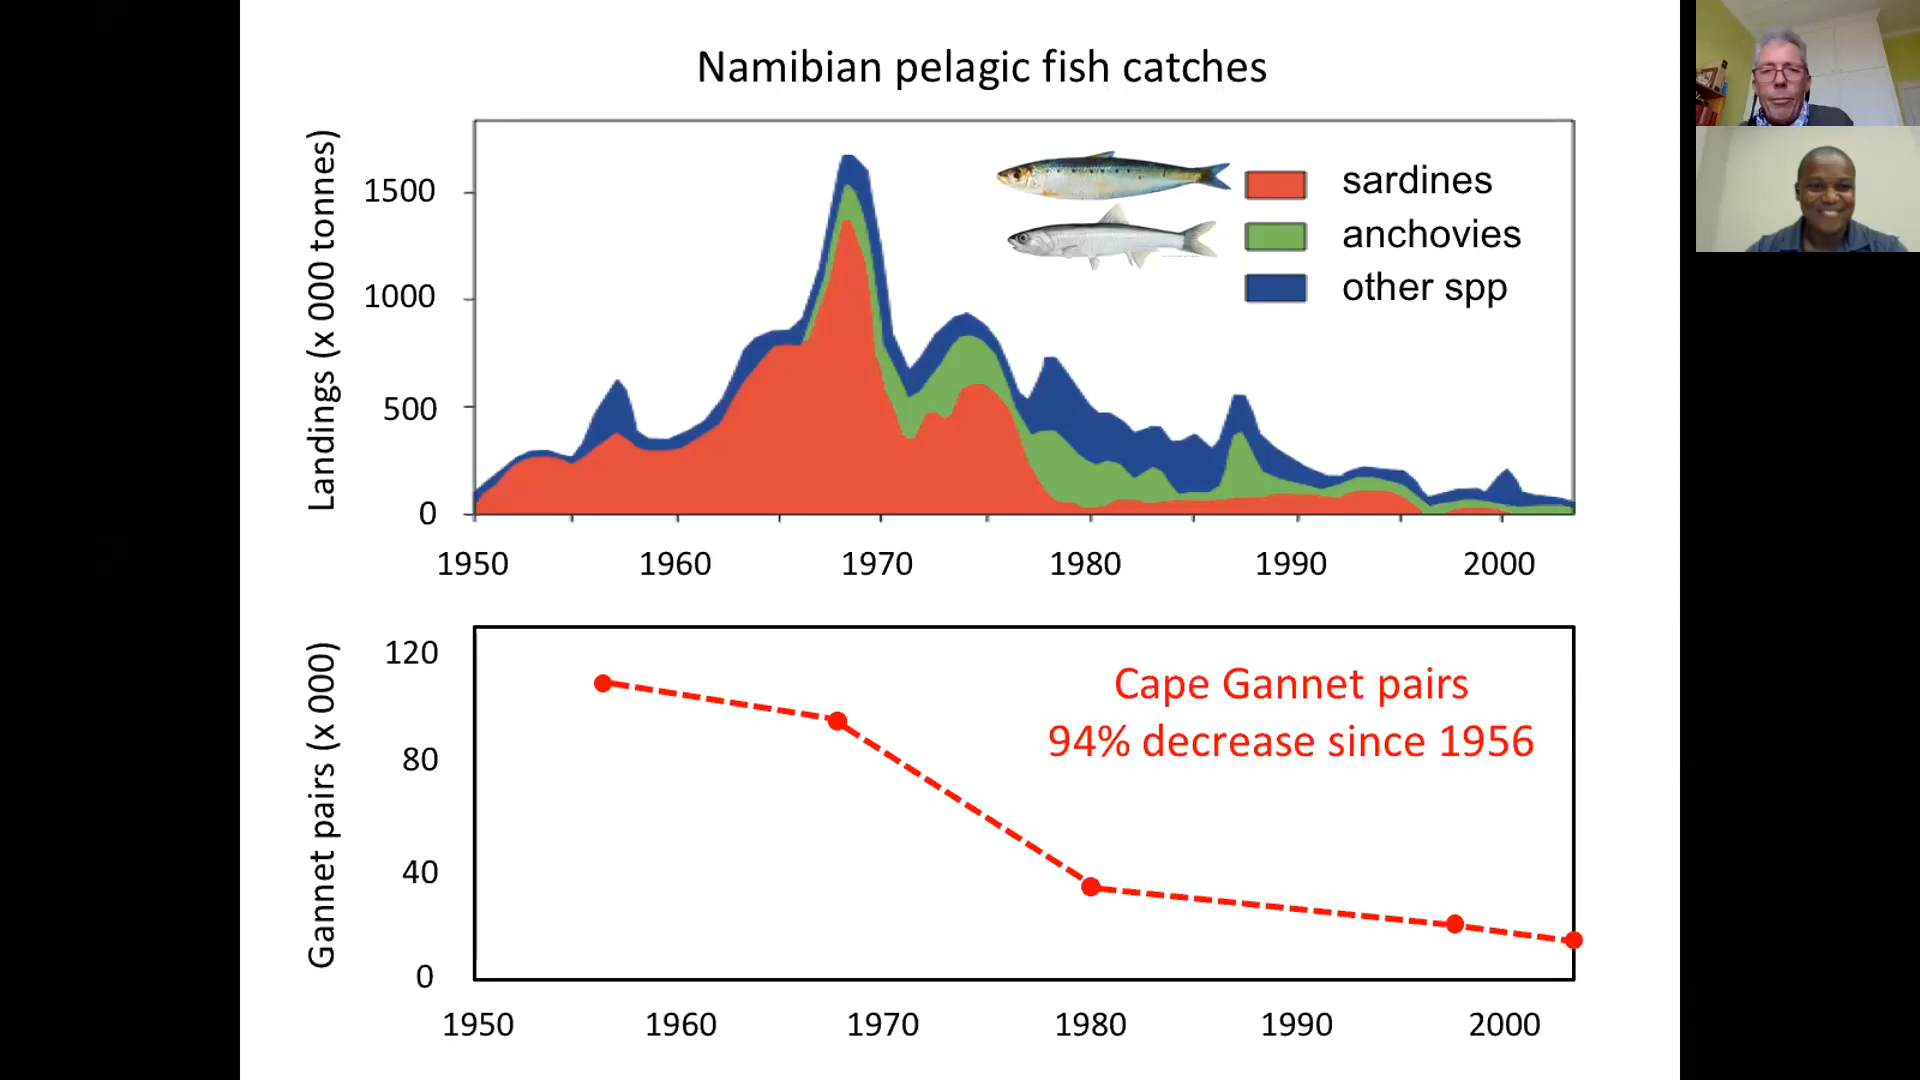 Namibian pelagic fish catches
Landings (x 000 tonnes)
1500
1000
500
0
sardines
anchovies
other spp
1950 1960 1970 1980 1990 2000
Gannet pairs (x 000)
120
80
40
0
Cape Gannet pairs
94% decrease since 1956
1950 1960 1970 1980 1990 2000